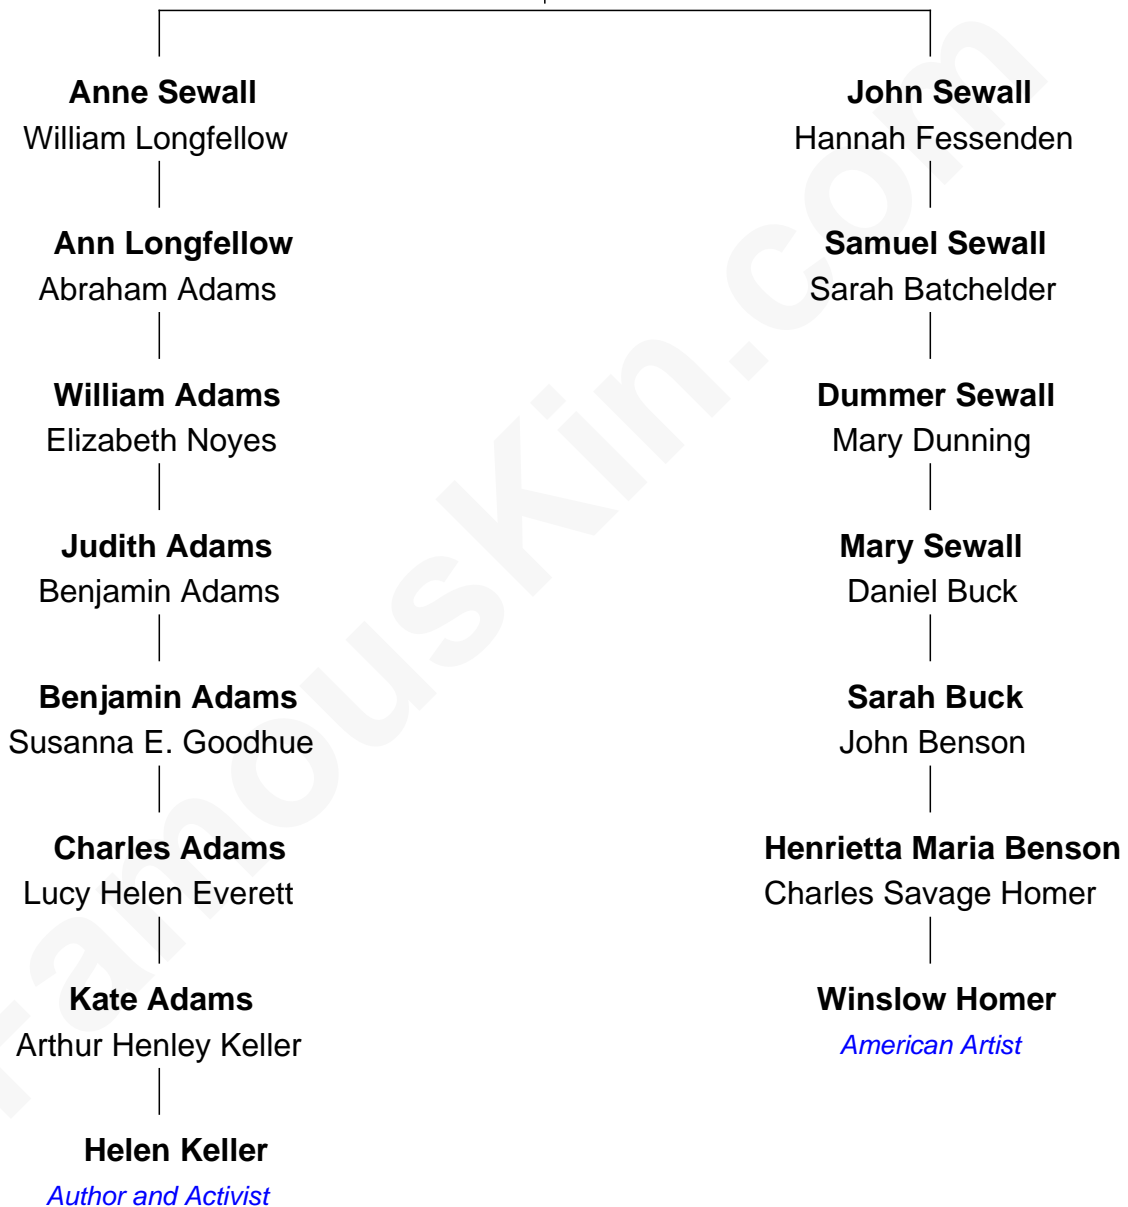 Anne Sewall
William Longfellow
Ann Longfellow
Abraham Adams
William Adams
Elizabeth Noyes
Judith Adams
Benjamin Adams
Benjamin Adams
Susanna E. Goodhue
Charles Adams
Lucy Helen Everett
Kate Adams
Arthur Henley Keller
Helen Keller
Author and Activist
John Sewall
Hannah Fessenden
Samuel Sewall
Sarah Batchelder
Dummer Sewall
Mary Dunning
Mary Sewall
Daniel Buck
Sarah Buck
John Benson
Henrietta Maria Benson
Charles Savage Homer
Winslow Homer
American Artist
FamousKin.com